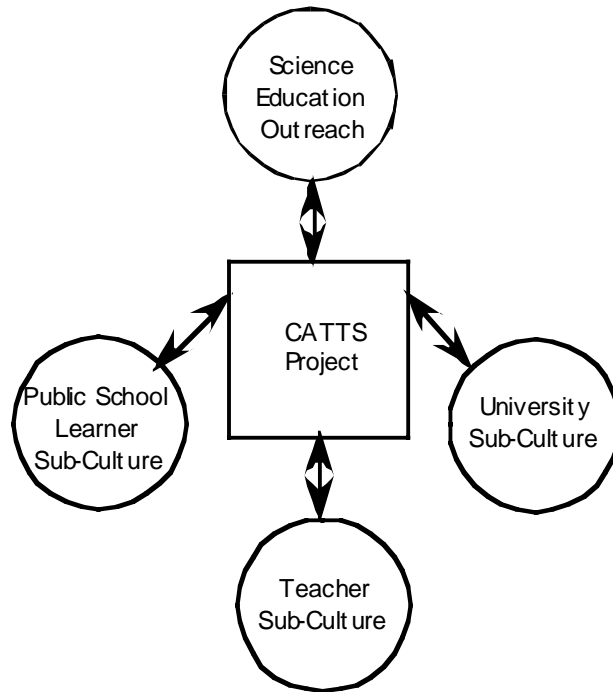 Science
Education
Outreach
CATTS
Project
Public School
Learner
Sub-Culture
University
Sub-Culture
Teacher
Sub-Culture